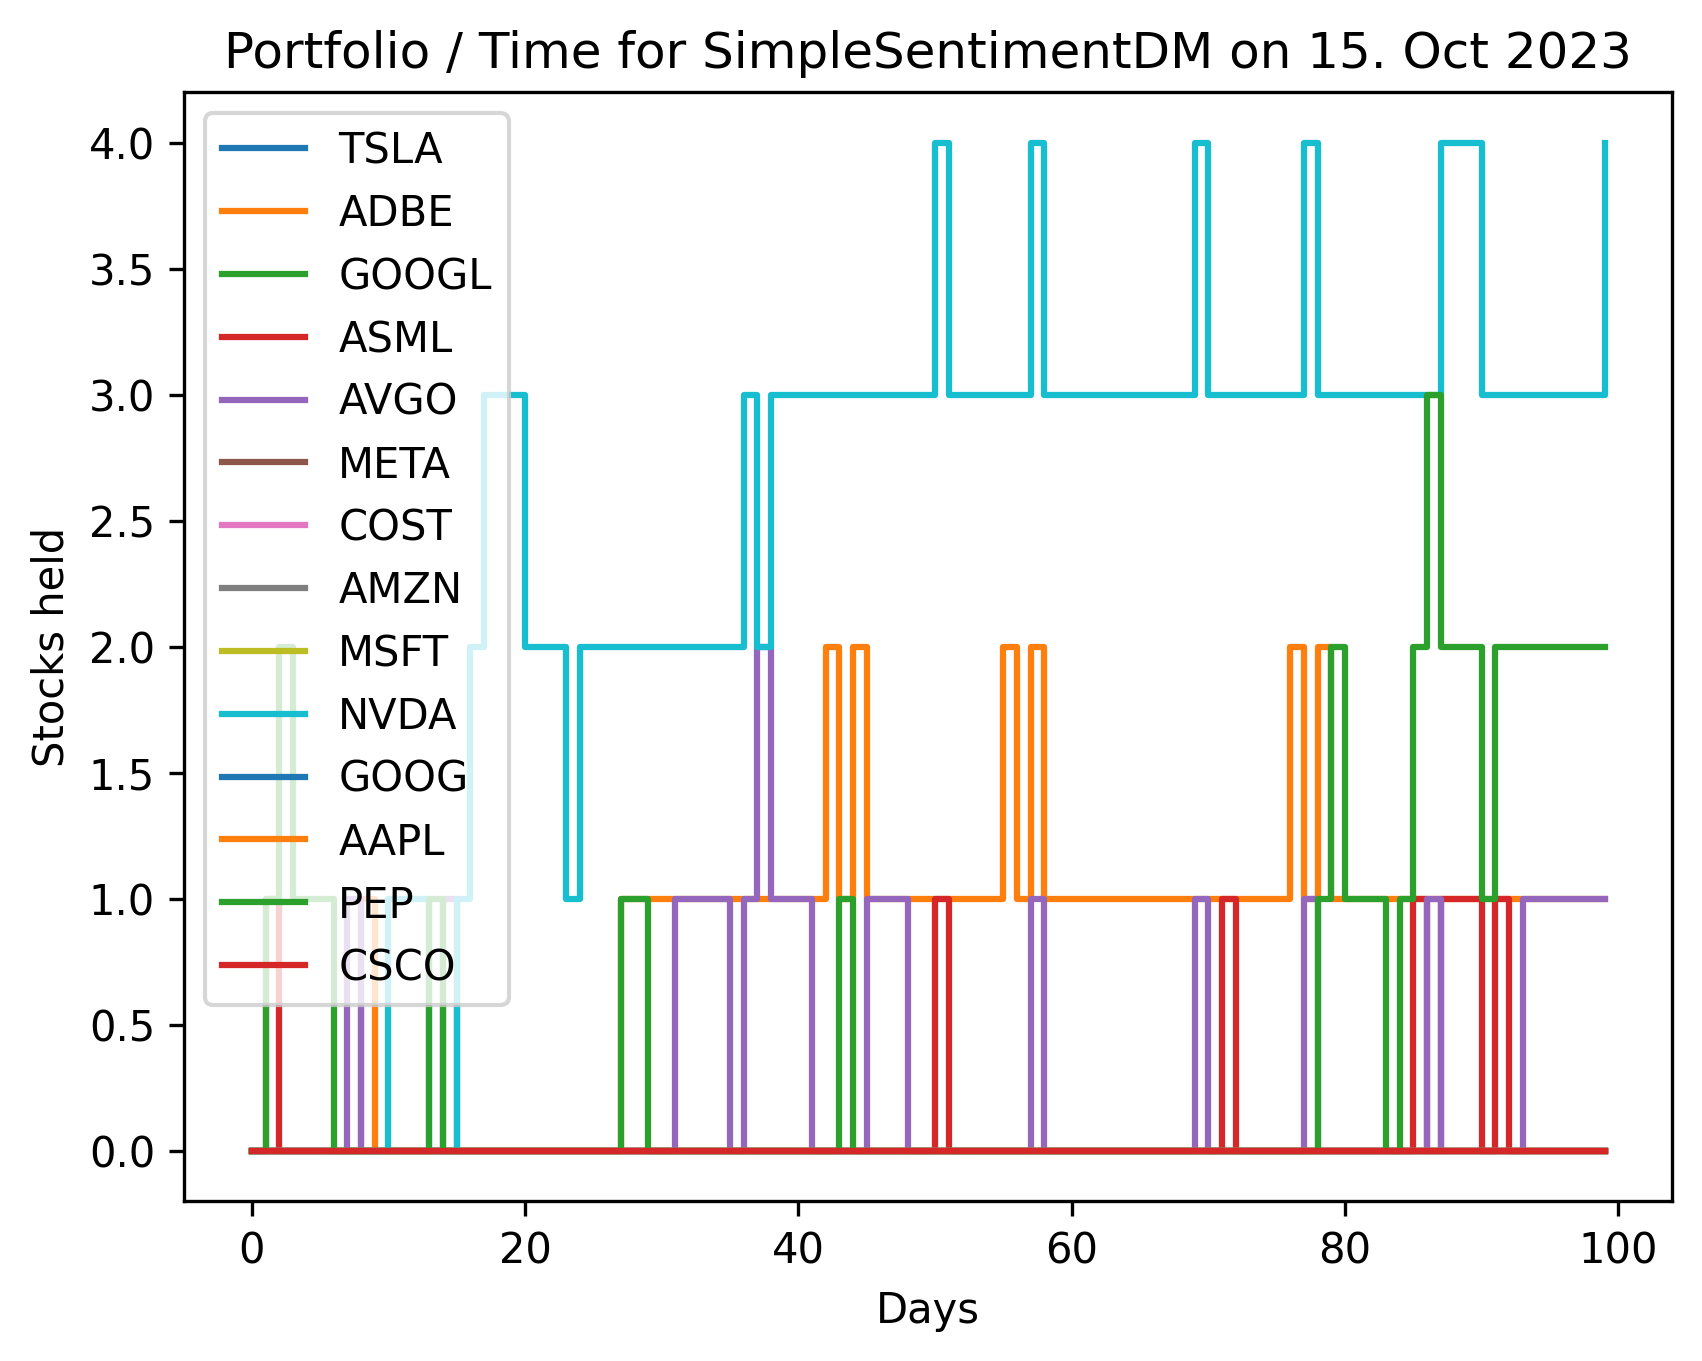 Portfolio / Time for SimpleSentimentDM on 15. Oct 2023
4.0
3.5
3.0
2.5
2.0
1.5
1.0
0.5
0.0
Stocks held
TSLA
ADBE
GOOGL
ASML
AVGO
META
COST
AMZN
MSFT
NVDA
GOOG
AAPL
PEP
CSCO
0 20 40 60 80 100
Days